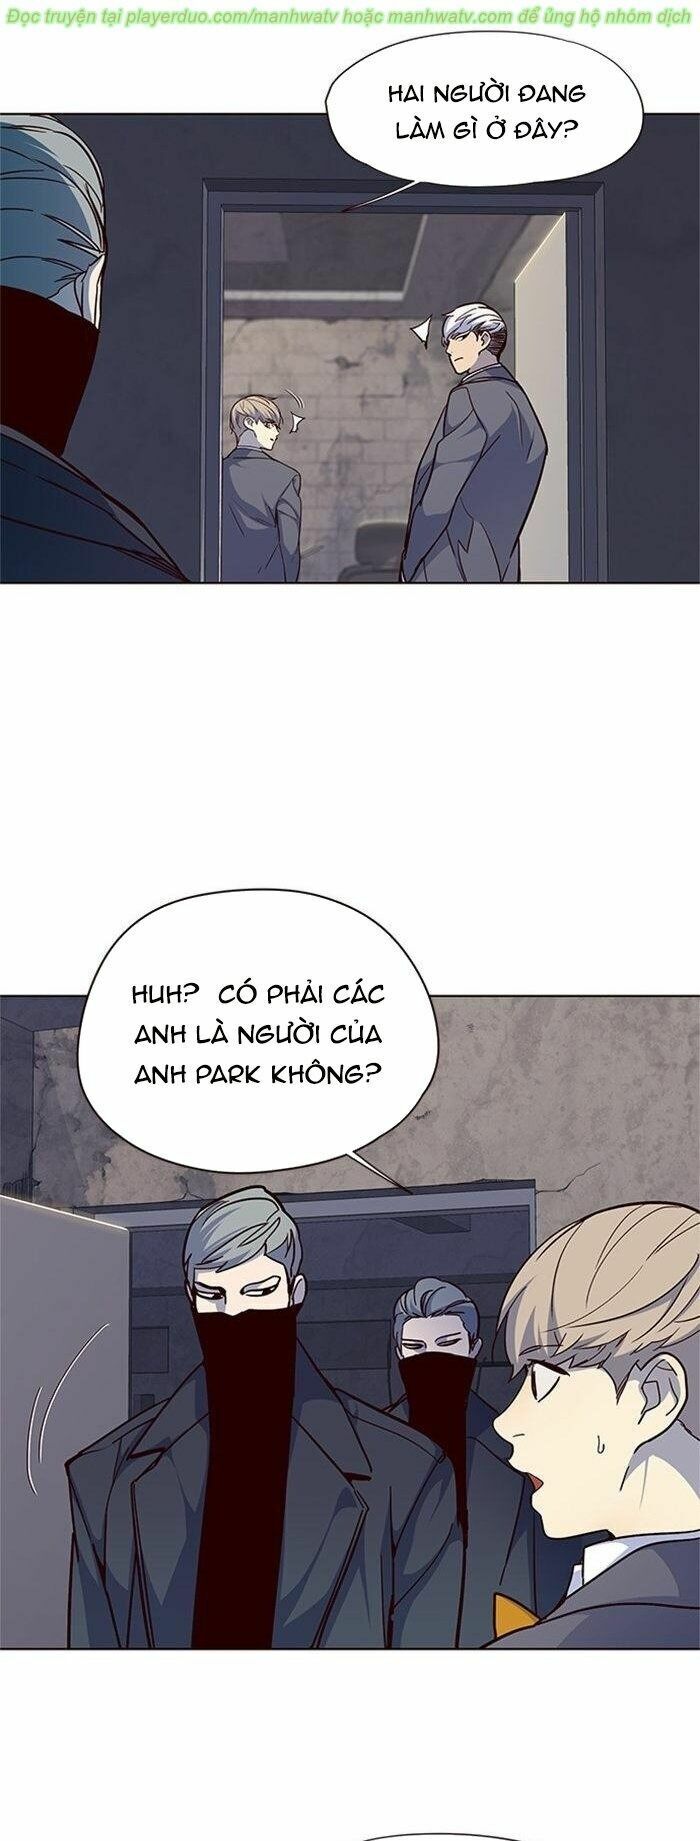 Đọc truyện tại playerduo.com/manhwatv hoặc manhwatv.com để ủng hộ nhóm dịch
HAI NGƯỜI ĐANG
LÀM GÌ Ở ĐÂY?
HUH? CÓ PHẢI CÁC
ANH LÀ NGƯỜI CỦA
ANH PARK KHÔNG?